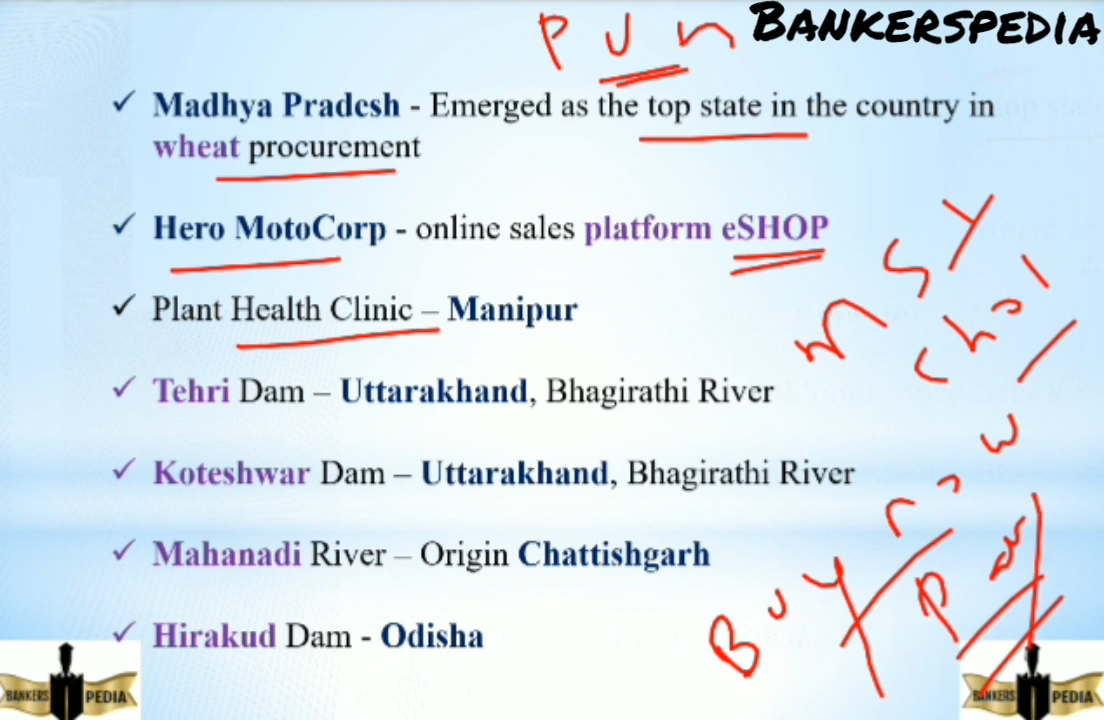 BANKERSPEDIA
P U n
✓ Madhya Pradesh - Emerged as the top state in the country in
wheat procurement
✓ Hero MotoCorp - online sales platform eSHOP
✓ Plant Health Clinic – Manipur
✓ Tehri Dam – Uttarakhand, Bhagirathi River
✓ Koteshwar Dam – Uttarakhand, Bhagirathi River
✓ Mahanadi River – Origin Chattishgarh
✓ Hirakud Dam - Odisha
M S Y
BUY
BANKERS PEDIA
BANKERS PEDIA